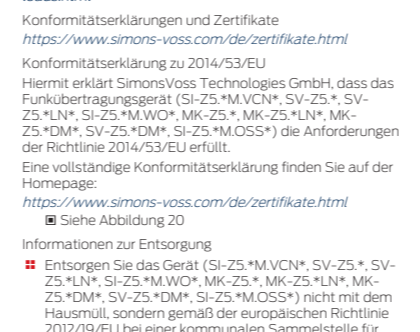 Konformitätserklärungen und Zertifikate
https://www.simons-voss.com/de/zertifikate.html
Konformitätserklärung zu 2014/53/EU
Hiermit erklärt SimonsVoss Technologies GmbH, dass das
Funkübertragungsgerät (SI-Z5.*M.VCN*, SV-Z5.*, SV-
Z5.*LN*, SI-Z5.*M.WO*, MK-Z5.*, MK-Z5.*LN*, MK-
Z5.*DM*, SV-Z5.*DM*, SI-Z5.*M.OSS*) die Anforderungen
der Richtlinie 2014/53/EU erfüllt.
Eine vollständige Konformitätserklärung finden Sie auf der
Homepage:
https://www.simons-voss.com/de/zertifikate.html
Siehe Abbildung 20
Informationen zur Entsorgung
Entsorgen Sie das Gerät (SI-Z5.*M.VCN*, SV-Z5.*, SV-
Z5.*LN*, SI-Z5.*M.WO*, MK-Z5.*, MK-Z5.*LN*, MK-
Z5.*DM*, SV-Z5.*DM*, SI-Z5.*M.OSS*) nicht mit dem
Hausmüll, sondern gemäß der europäischen Richtlinie
2012/19/EU bei einer kommunalen Sammelstelle für